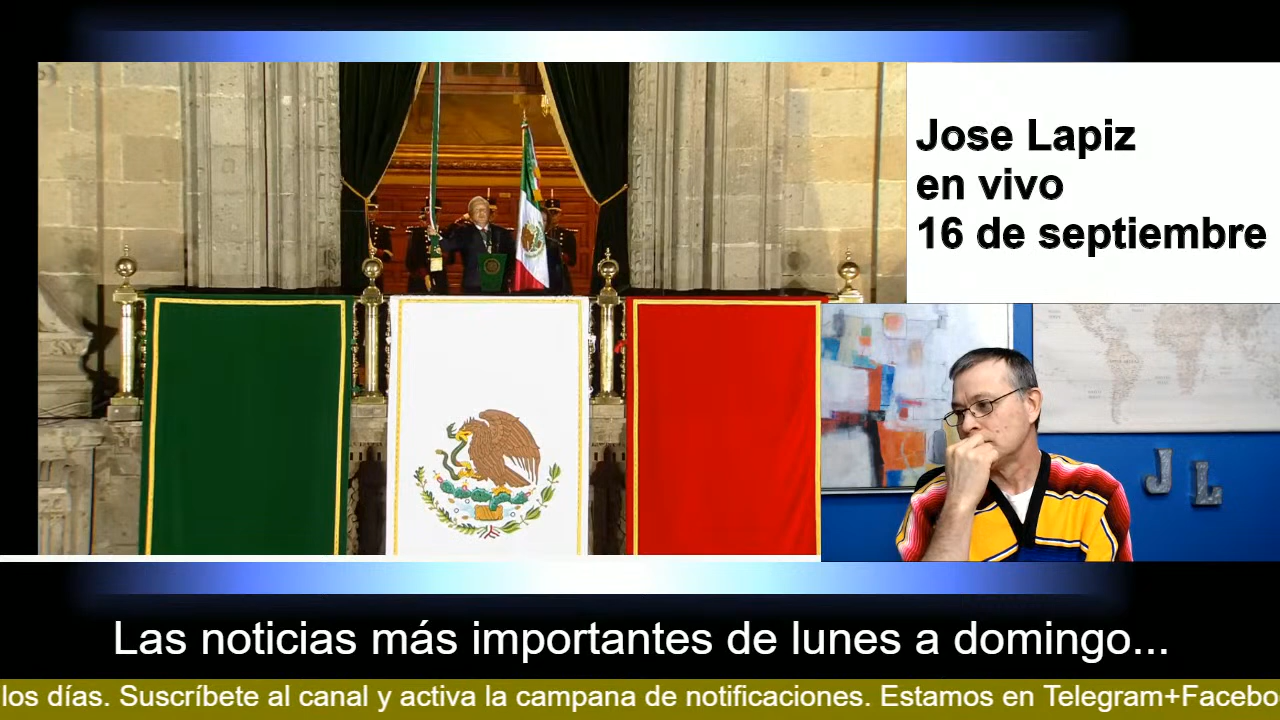 Jose Lapiz
en vivo
16 de septiembre
J L
Las noticias más importantes de lunes a domingo...
los días. Suscríbete al canal y activa la campana de notificaciones. Estamos en Telegram+Facebo